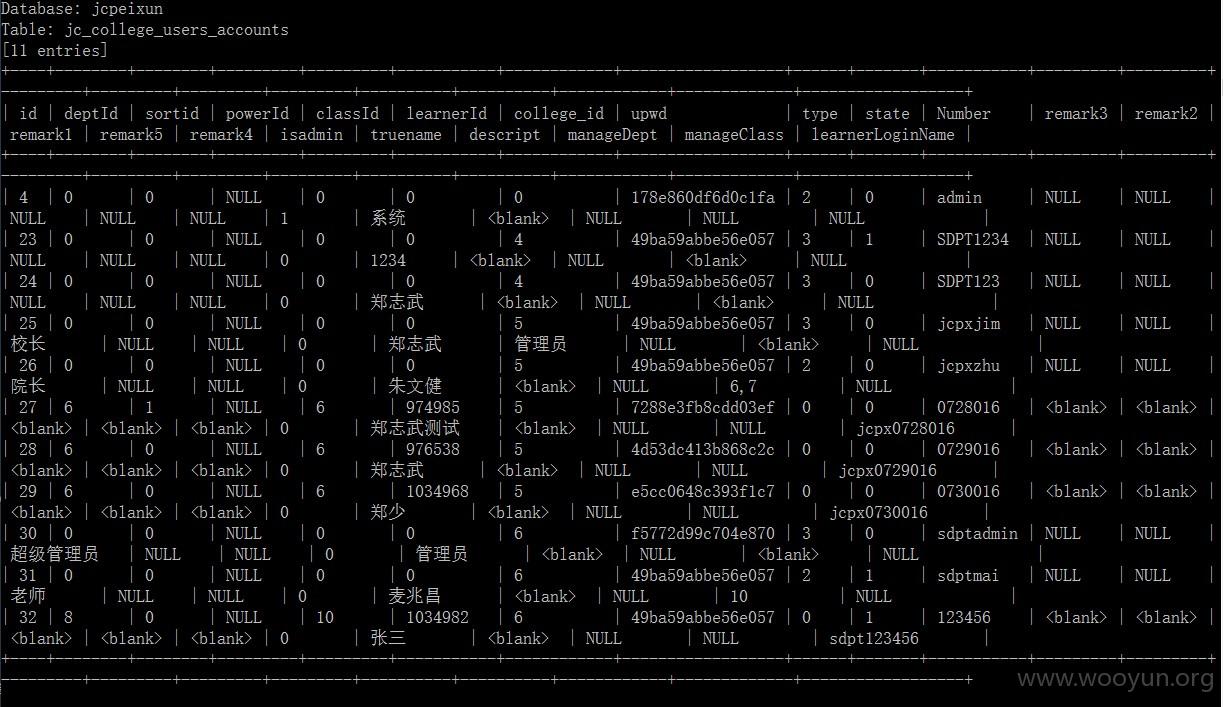 Database: jcpeixun
Table: jc_college_users_accounts
[11 entries]
| id | deptId | sortid | powerId | classId | learnerId | college_id | upwd | type | state | Number | remark3 | remark2 |
remark1 | remark5 | remark4 | isadmin | truename | descript | manageDept | manageClass | learnerLoginName |
| 4 | 0 | 0 | NULL | 0 | 0 | 0 | 178e860df6d0c1fa | 2 | 0 | admin | NULL | NULL |
NULL | NULL | NULL | 1 | 系统 | <blank> | NULL | NULL | NULL |
| 23 | 0 | 0 | NULL | 0 | 0 | 4 | 49ba59abbe56e057 | 3 | 1 | SDPT1234 | NULL | NULL |
NULL | NULL | NULL | 0 | 1234 | <blank> | NULL | <blank> | NULL |
| 24 | 0 | 0 | NULL | 0 | 0 | 4 | 49ba59abbe56e057 | 3 | 0 | SDPT123 | NULL | NULL |
NULL | NULL | NULL | 0 | 郑志武 | <blank> | NULL | <blank> | NULL |
| 25 | 0 | 0 | NULL | 0 | 0 | 5 | 49ba59abbe56e057 | 3 | 0 | jcpxjim | NULL | NULL |
校长 | NULL | NULL | 0 | 郑志武 | 管理员 | NULL | <blank> | NULL |
| 26 | 0 | 0 | NULL | 0 | 0 | 5 | 49ba59abbe56e057 | 2 | 0 | jcpxzhu | NULL | NULL |
院长 | NULL | NULL | 0 | 朱文健 | <blank> | NULL | 6,7 | NULL |
| 27 | 6 | 1 | NULL | 6 | 974985 | 5 | 7288e3fb8cdd03ef | 0 | 0 | 0728016 | <blank> | <blank> |
<blank> | <blank> | <blank> | 0 | 郑志武测试 | <blank> | NULL | NULL | jcpx0728016 |
| 28 | 6 | 0 | NULL | 6 | 976538 | 5 | 4d53dc413b868c2c | 0 | 0 | 0729016 | <blank> | <blank> |
<blank> | <blank> | <blank> | 0 | 郑志武 | <blank> | NULL | NULL | jcpx0729016 |
| 29 | 6 | 0 | NULL | 6 | 1034968 | 5 | e5cc0648c393f1c7 | 0 | 0 | 0730016 | <blank> | <blank> |
<blank> | <blank> | <blank> | 0 | 郑少 | <blank> | NULL | NULL | jcpx0730016 |
| 30 | 0 | 0 | NULL | 0 | 0 | 6 | f5772d99c704e870 | 3 | 0 | sdptadmin | NULL | NULL |
超级管理员 | NULL | NULL | 0 | 管理员 | <blank> | NULL | <blank> | NULL |
| 31 | 0 | 0 | NULL | 0 | 0 | 6 | 49ba59abbe56e057 | 2 | 1 | sdptmai | NULL | NULL |
老师 | NULL | NULL | 0 | 麦兆昌 | <blank> | NULL | 10 | NULL |
| 32 | 8 | 0 | NULL | 10 | 1034982 | 6 | 49ba59abbe56e057 | 0 | 1 | 123456 | <blank> | <blank> |
<blank> | <blank> | <blank> | 0 | 张三 | <blank> | NULL | NULL | sdpt123456 |
www.wooyun.org